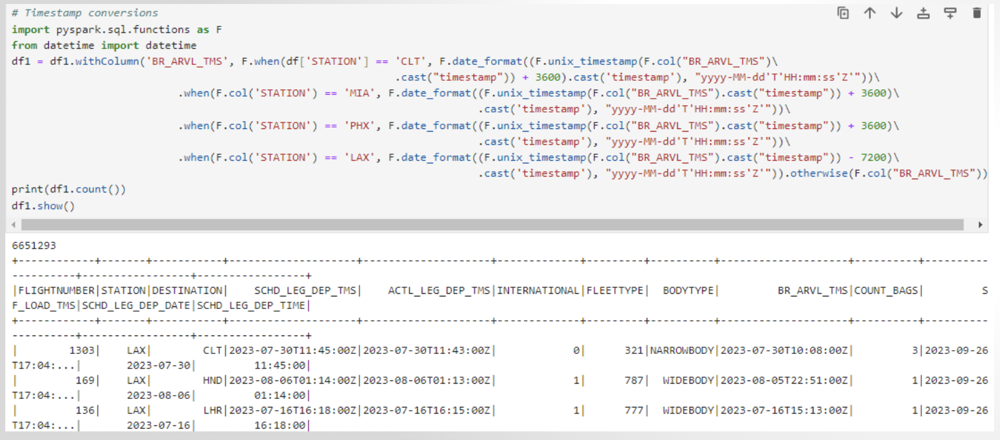 # Timestamp conversions
import pyspark.sql.functions as F
from datetime import datetime
df1 = df1.withColumn('BR_ARVL_TMS', F.when(df['STATION'] == 'CLT', F.date_format((F.unix_timestamp(F.col("BR_ARVL_TMS")\
.cast("timestamp")) + 3600).cast('timestamp'), "yyyy-MM-dd'T'HH:mm:ss'Z'"))\
.when(F.col('STATION') == 'MIA', F.date_format((F.unix_timestamp(F.col("BR_ARVL_TMS").cast("timestamp")) + 3600)\
.cast('timestamp'), "yyyy-MM-dd'T'HH:mm:ss'Z'"))\
.when(F.col('STATION') == 'PHX', F.date_format((F.unix_timestamp(F.col("BR_ARVL_TMS").cast("timestamp")) + 3600)\
.cast('timestamp'), "yyyy-MM-dd'T'HH:mm:ss'Z'"))\
.when(F.col('STATION') == 'LAX', F.date_format((F.unix_timestamp(F.col("BR_ARVL_TMS").cast("timestamp")) - 7200)\
.cast('timestamp'), "yyyy-MM-dd'T'HH:mm:ss'Z'")).otherwise(F.col("BR_ARVL_TMS"))
print(df1.count())
df1.show()
6651293
+------------+-------+-----------+--------------------+--------------------+-------------+---------+----------+--------------------+----------+----------
----------+-----------------+-----------------+
|FLIGHTNUMBER|STATION|DESTINATION|    SCHD_LEG_DEP_TMS|    ACTL_LEG_DEP_TMS|INTERNATIONAL|FLEETTYPE|  BODYTYPE|         BR_ARVL_TMS|COUNT_BAGS|         S
F_LOAD_TMS|SCHD_LEG_DEP_DATE|SCHD_LEG_DEP_TIME|
+------------+-------+-----------+--------------------+--------------------+-------------+---------+----------+--------------------+----------+----------
----------+-----------------+-----------------+
|        1303|    LAX|        CLT|2023-07-30T11:45:00Z|2023-07-30T11:43:00Z|            0|      321|NARROWBODY|2023-07-30T10:08:00Z|         3|2023-09-26
T17:04:...|       2023-07-30|         11:45:00|
|         169|    LAX|        HND|2023-08-06T01:14:00Z|2023-08-06T01:13:00Z|            1|      787|  WIDEBODY|2023-08-05T22:51:00Z|         1|2023-09-26
T17:04:...|       2023-08-06|         01:14:00|
|         136|    LAX|        LHR|2023-07-16T16:18:00Z|2023-07-16T16:15:00Z|            1|      777|  WIDEBODY|2023-07-16T15:13:00Z|         1|2023-09-26
T17:04:...|       2023-07-16|         16:18:00|